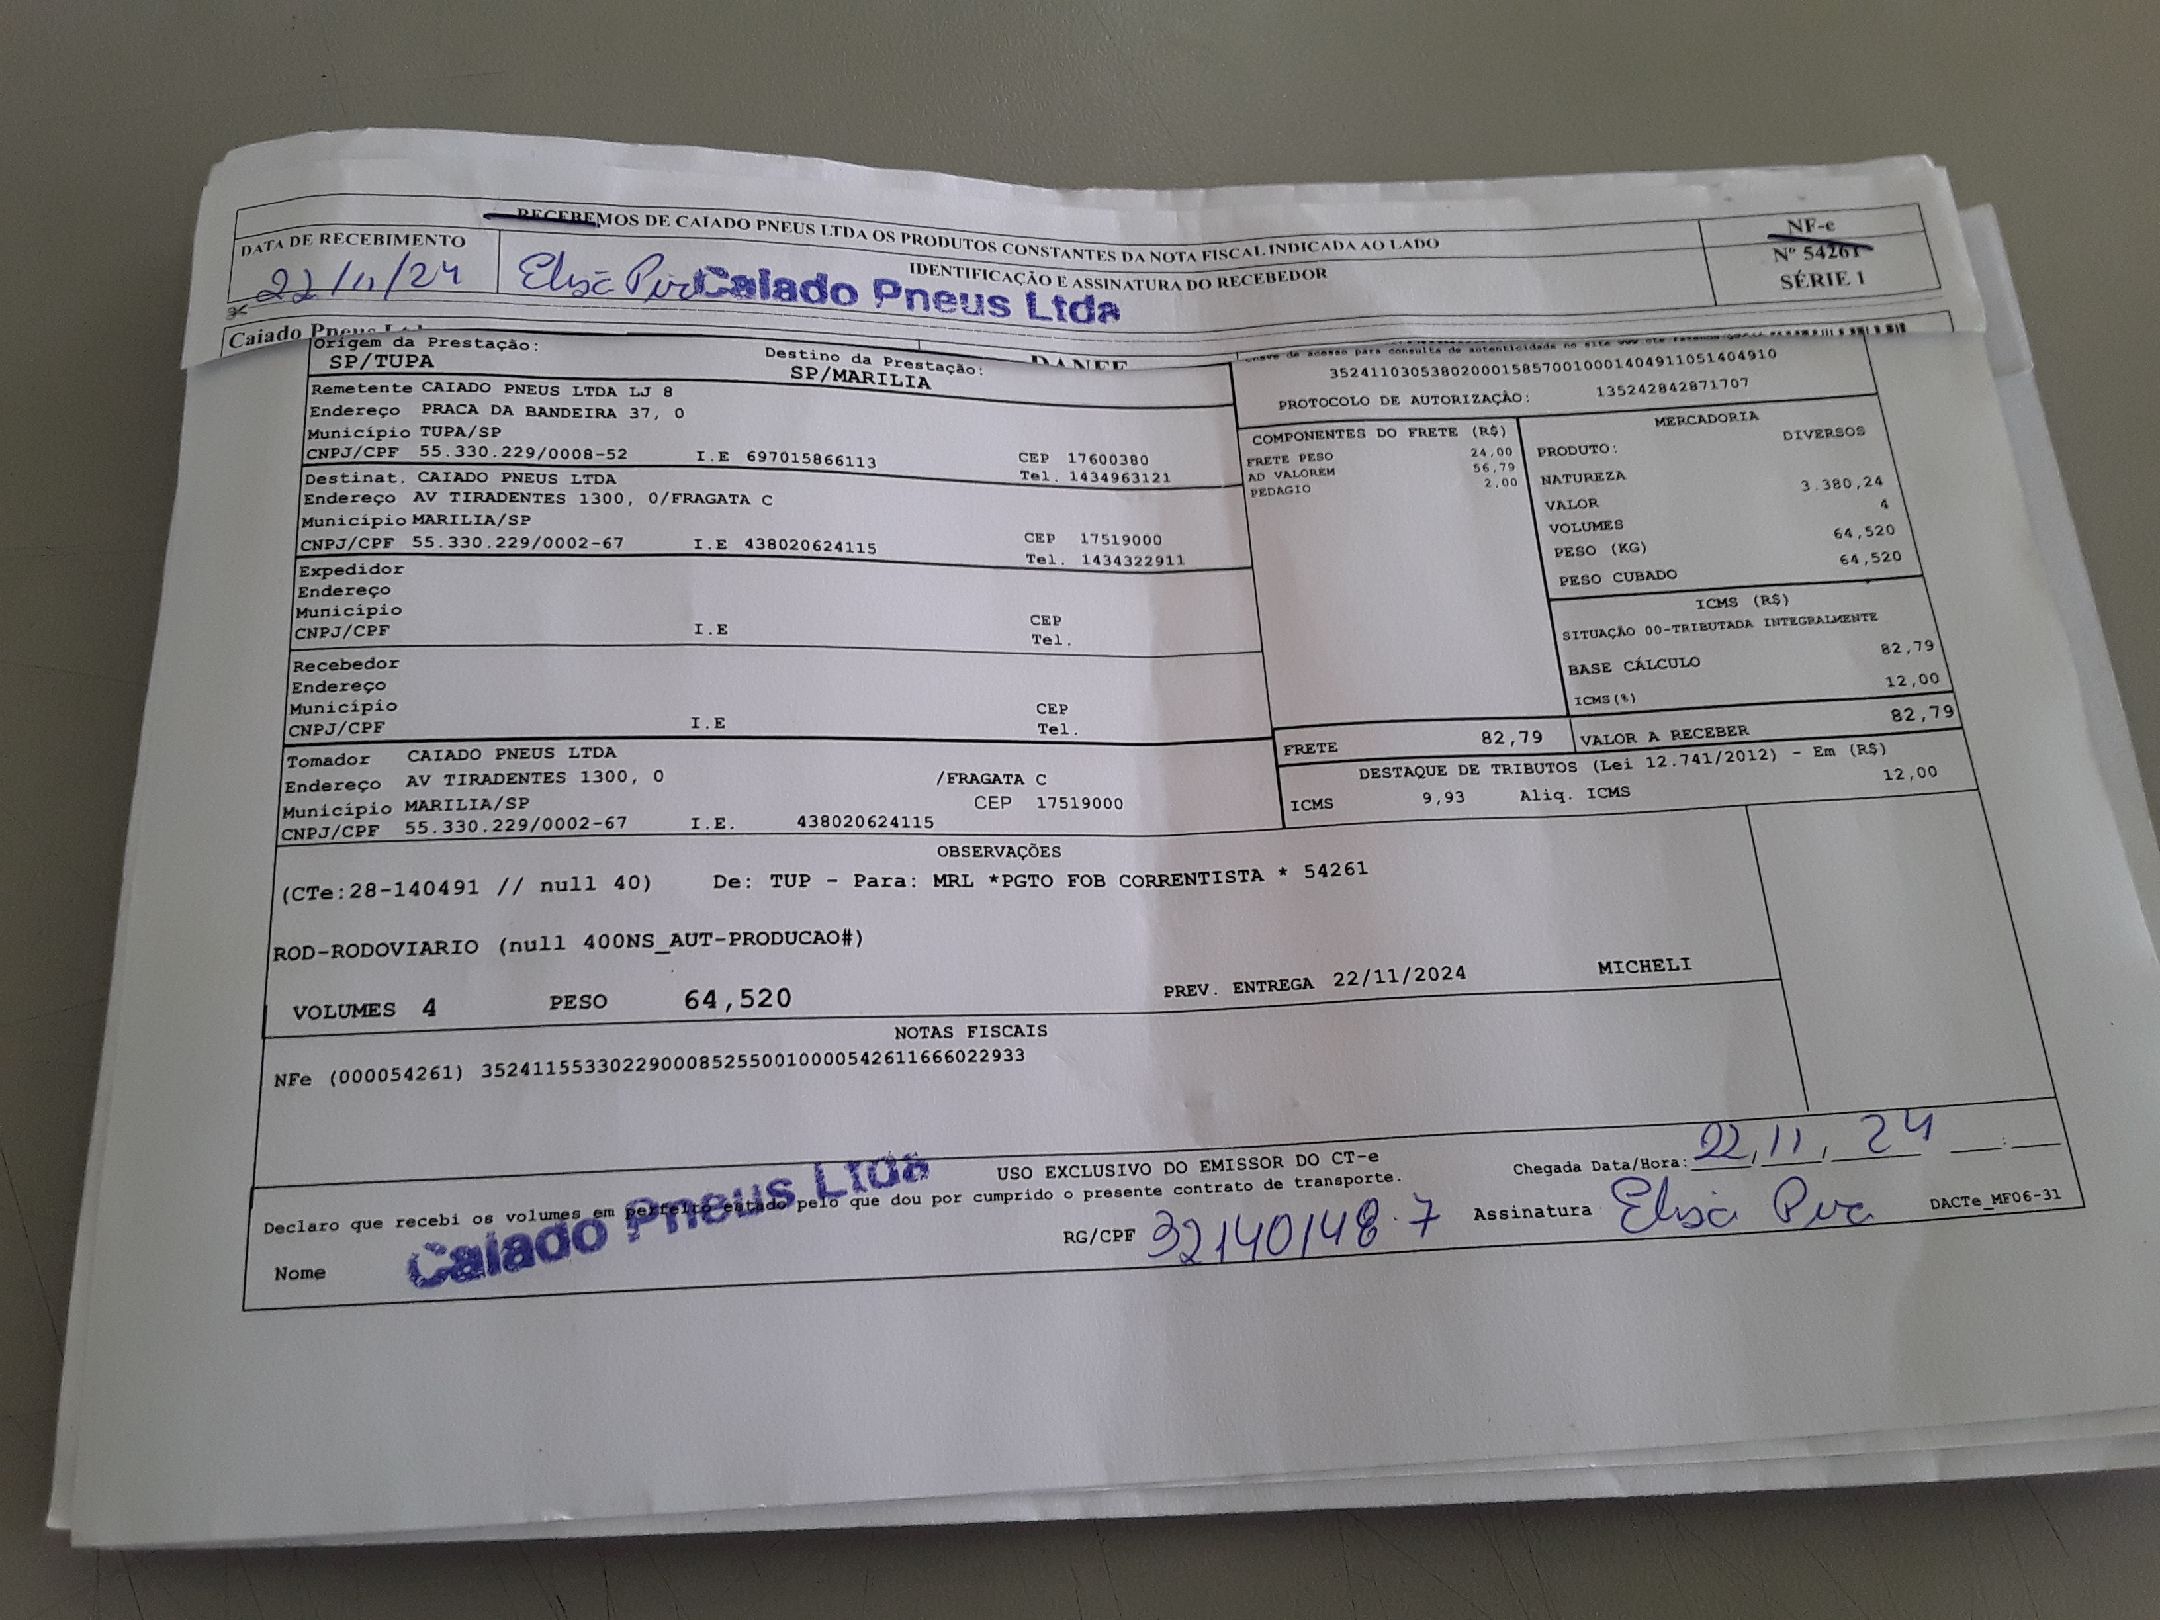 RECEBEMOS DE CAIADO PNEUS LTDA OS PRODUTOS CONSTANTES DA NOTA FISCAL INDICADA AO LADO
NF-e
Nº 54261
SÉRIE 1
DATA DE RECEBIMENTO
22/11/24
IDENTIFICAÇÃO E ASSINATURA DO RECEBEDOR
Elisa
Caiado Pneus Ltda
Caiado Pneus
DANFE
Origem da Prestação:
SP/TUPA
Destino da Prestação:
SP/MARILIA
Chave de acesso para consulta de autenticidade no site www
35241103053802000158570010001404911051404910
PROTOCOLO DE AUTORIZAÇÃO: 135242842871707
Remetente CAIADO PNEUS LTDA LJ 8
Endereço PRACA DA BANDEIRA 37, 0
Município TUPA/SP
CNPJ/CPF 55.330.229/0008-52 I.E 697015866113 CEP 17600380
Tel. 1434963121
Destinat. CAIADO PNEUS LTDA
Endereço AV TIRADENTES 1300, 0/FRAGATA C
Município MARILIA/SP
CNPJ/CPF 55.330.229/0002-67 I.E 438020624115 CEP 17519000
Tel. 1434322911
Expedidor
Endereço
Município
CNPJ/CPF I.E CEP
Tel.
Recebedor
Endereço
Município
CNPJ/CPF I.E CEP
Tel.
Tomador CAIADO PNEUS LTDA
Endereço AV TIRADENTES 1300, 0 /FRAGATA C
Município MARILIA/SP CEP 17519000
CNPJ/CPF 55.330.229/0002-67 I.E. 438020624115
COMPONENTES DO FRETE (R$)
FRETE PESO 24,00
AD VALOREM 56,79
PEDAGIO 2,00
MERCADORIA
PRODUTO: DIVERSOS
NATUREZA
VALOR 3.380,24
VOLUMES 4
PESO (KG) 64,520
PESO CUBADO 64,520
ICMS (R$)
SITUAÇÃO 00-TRIBUTADA INTEGRALMENTE
BASE CÁLCULO 82,79
ICMS(%) 12,00
FRETE 82,79 VALOR A RECEBER 82,79
DESTAQUE DE TRIBUTOS (Lei 12.741/2012) - Em (R$)
ICMS 9,93 Aliq. ICMS 12,00
OBSERVAÇÕES
(CTe:28-140491 // null 40) De: TUP - Para: MRL *PGTO FOB CORRENTISTA * 54261
ROD-RODOVIARIO (null 400NS_AUT-PRODUCAO#)
VOLUMES 4 PESO 64,520 PREV. ENTREGA 22/11/2024 MICHELI
NOTAS FISCAIS
NFe (000054261) 35241155330229000852550010000542611666022933
USO EXCLUSIVO DO EMISSOR DO CT-e
Chegada Data/Hora: 22, 11, 24 :
Declaro que recebi os volumes em perfeito estado pelo que dou por cumprido o presente contrato de transporte.
Nome Caiado Pneus Ltda RG/CPF 32140148.7 Assinatura Elisa
DACTe_MF06-31